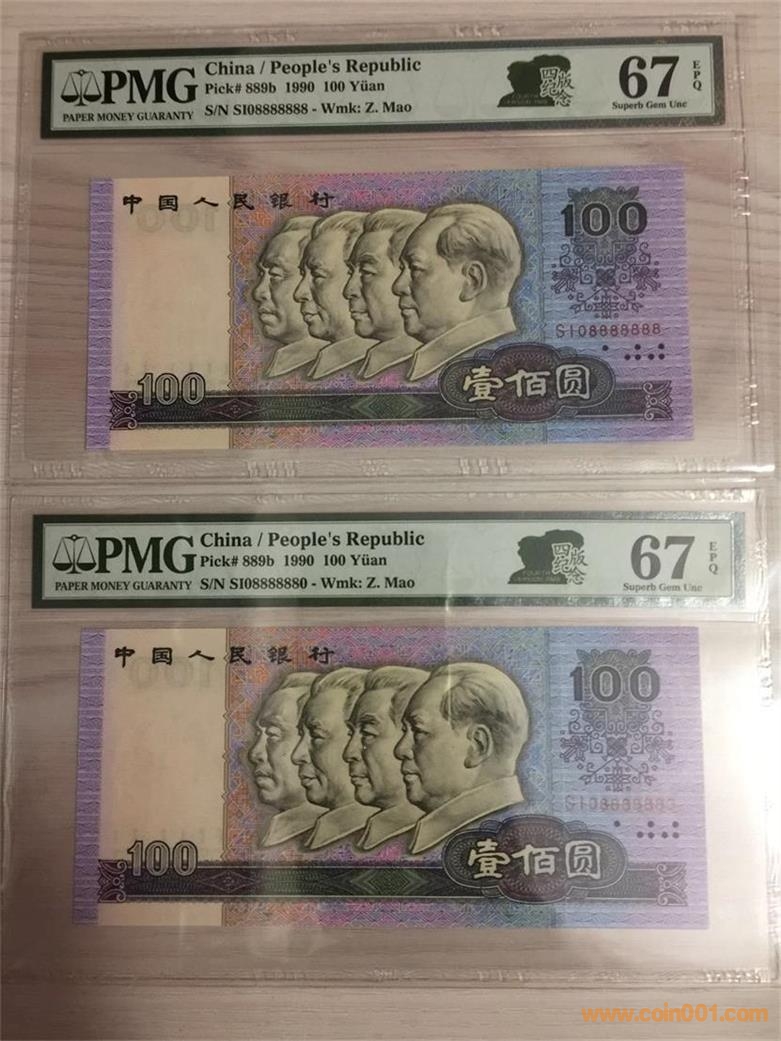 PMG
PAPER MONEY GUARANTY
China / People's Republic
Pick# 889b 1990 100 Yüan
S/N SI08888888 - Wmk: Z. Mao
四版
纪念
67
EPQ
Superb Gem Unc
中国人民银行
100
SI08888888
100
壹佰圆
PMG
PAPER MONEY GUARANTY
China / People's Republic
Pick# 889b 1990 100 Yüan
S/N SI08888880 - Wmk: Z. Mao
FOURTH
四版
纪念
67
EPQ
Superb Gem Unc
中国人民银行
100
100
壹佰圆
www.coin001.com